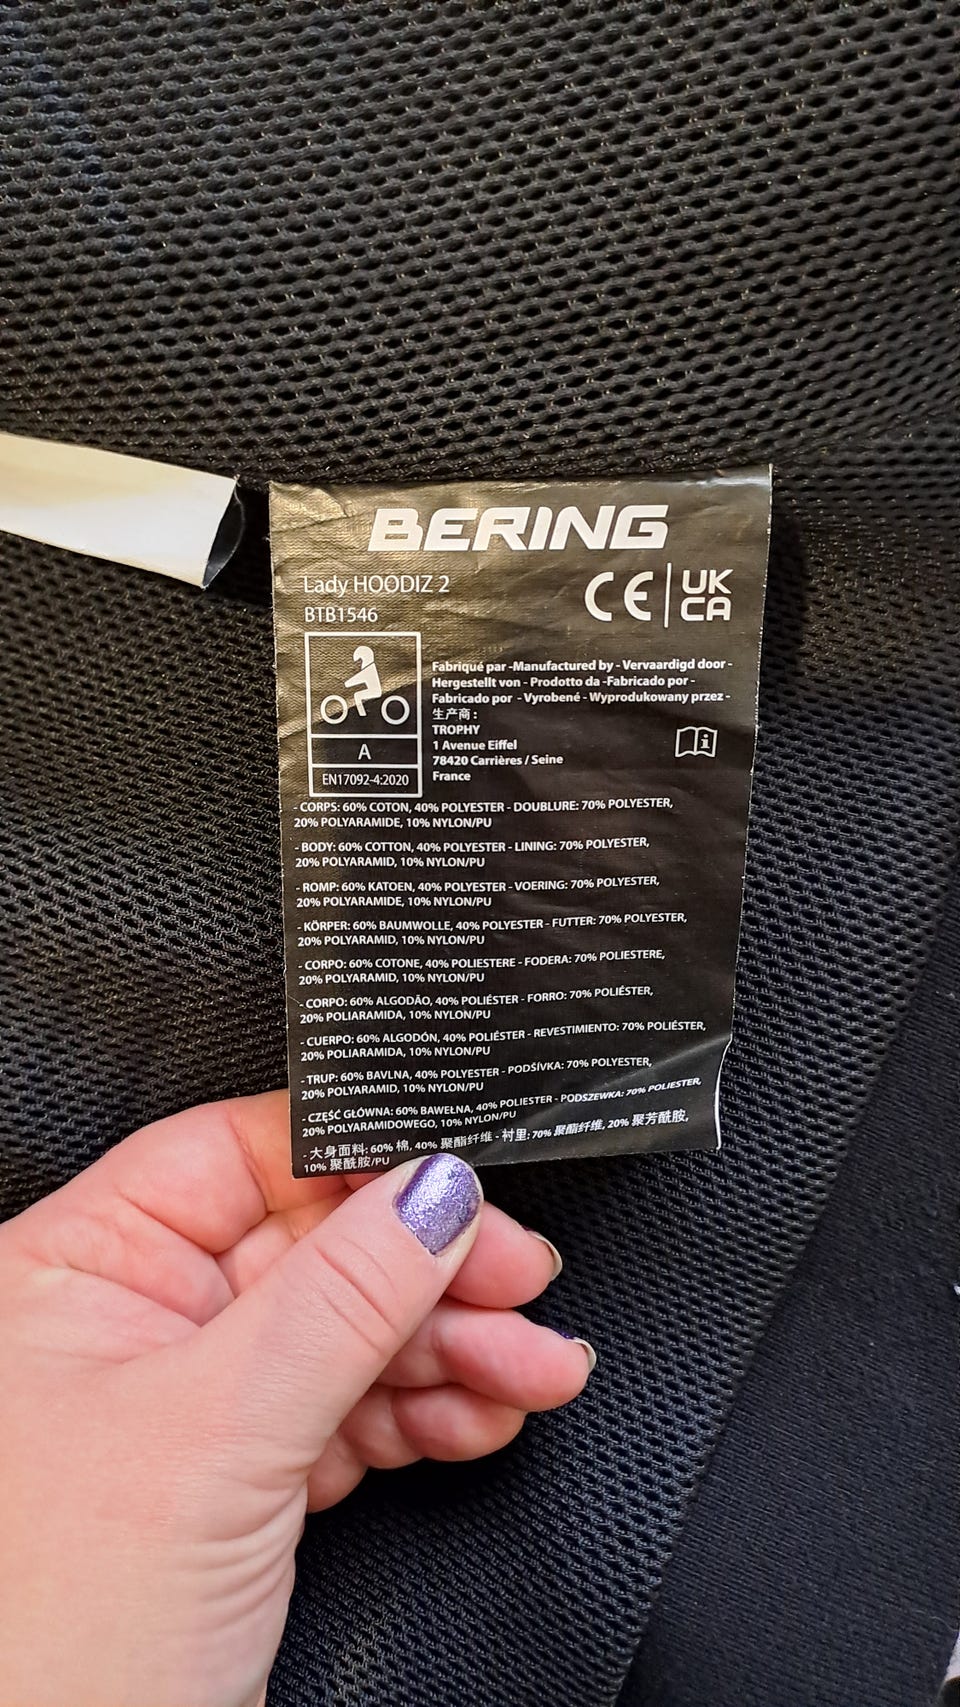 BERING
Lady HOODIZ 2
BTB1546
CE
UK
CA
Fabriqué par -Manufactured by - Vervaardigd door -
Hergestellt von - Prodotto da -Fabricado por -
Fabricado por - Vyrobené - Wyprodukowany przez -
生产商 :
TROPHY
1 Avenue Eiffel
78420 Carrières / Seine
France
A
EN17092-4:2020
- CORPS: 60% COTON, 40% POLYESTER - DOUBLURE: 70% POLYESTER,
20% POLYARAMIDE, 10% NYLON/PU
- BODY: 60% COTTON, 40% POLYESTER - LINING: 70% POLYESTER,
20% POLYARAMID, 10% NYLON/PU
- ROMP: 60% KATOEN, 40% POLYESTER - VOERING: 70% POLYESTER,
20% POLYARAMIDE, 10% NYLON/PU
- KÖRPER: 60% BAUMWOLLE, 40% POLYESTER - FUTTER: 70% POLYESTER,
20% POLYARAMID, 10% NYLON/PU
- CORPO: 60% COTONE, 40% POLIESTERE - FODERA: 70% POLIESTERE,
20% POLYARAMID, 10% NYLON/PU
- CORPO: 60% ALGODÃO, 40% POLIÉSTER - FORRO: 70% POLIÉSTER,
20% POLIARAMIDA, 10% NYLON/PU
- CUERPO: 60% ALGODÓN, 40% POLIÉSTER - REVESTIMIENTO: 70% POLIÉSTER,
20% POLIARAMIDA, 10% NYLON/PU
- TRUP: 60% BAVLNA, 40% POLYESTER - PODŠÍVKA: 70% POLYESTER,
20% POLYARAMID, 10% NYLON/PU
- CZĘŚĆ GŁÓWNA: 60% BAWEŁNA, 40% POLIESTER - PODSZEWKA: 70% POLIESTER,
20% POLYARAMIDOWEGO, 10% NYLON/PU
- 大身面料: 60% 棉, 40% 聚酯纤维 - 衬里: 70% 聚酯纤维, 20% 聚芳酰胺,
10% 聚酰胺/PU